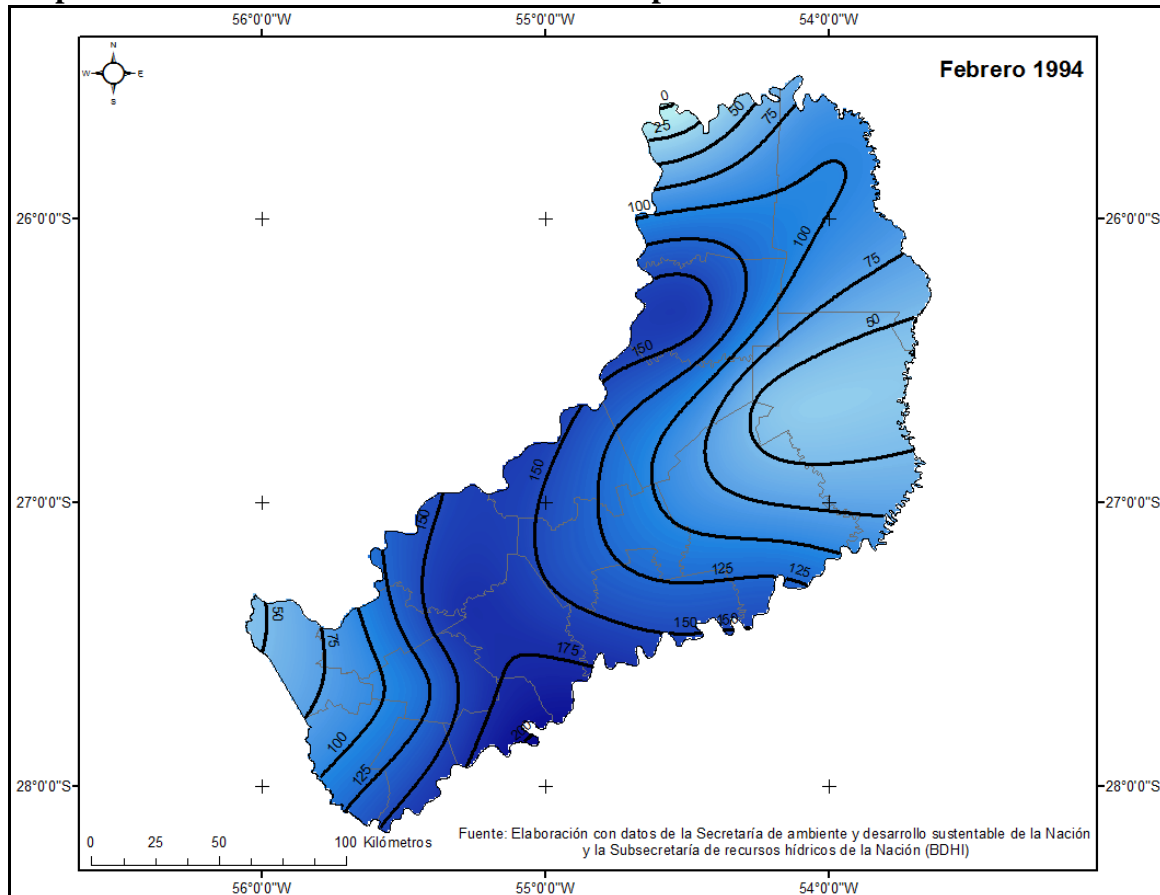 56°0'0"W 55°0'0"W 54°0'0"W
N
W E
S
Febrero 1994
0
25
50
75
26°0'0"S 26°0'0"S
100
100
75
50
150
27°0'0"S 27°0'0"S
150
150
125
125
50
75
150
150
175
200
100
125
28°0'0"S 28°0'0"S
0 25 50 100 Kilómetros
Fuente: Elaboración con datos de la Secretaría de ambiente y desarrollo sustentable de la Nación
y la Subsecretaría de recursos hídricos de la Nación (BDHI)
56°0'0"W 55°0'0"W 54°0'0"W